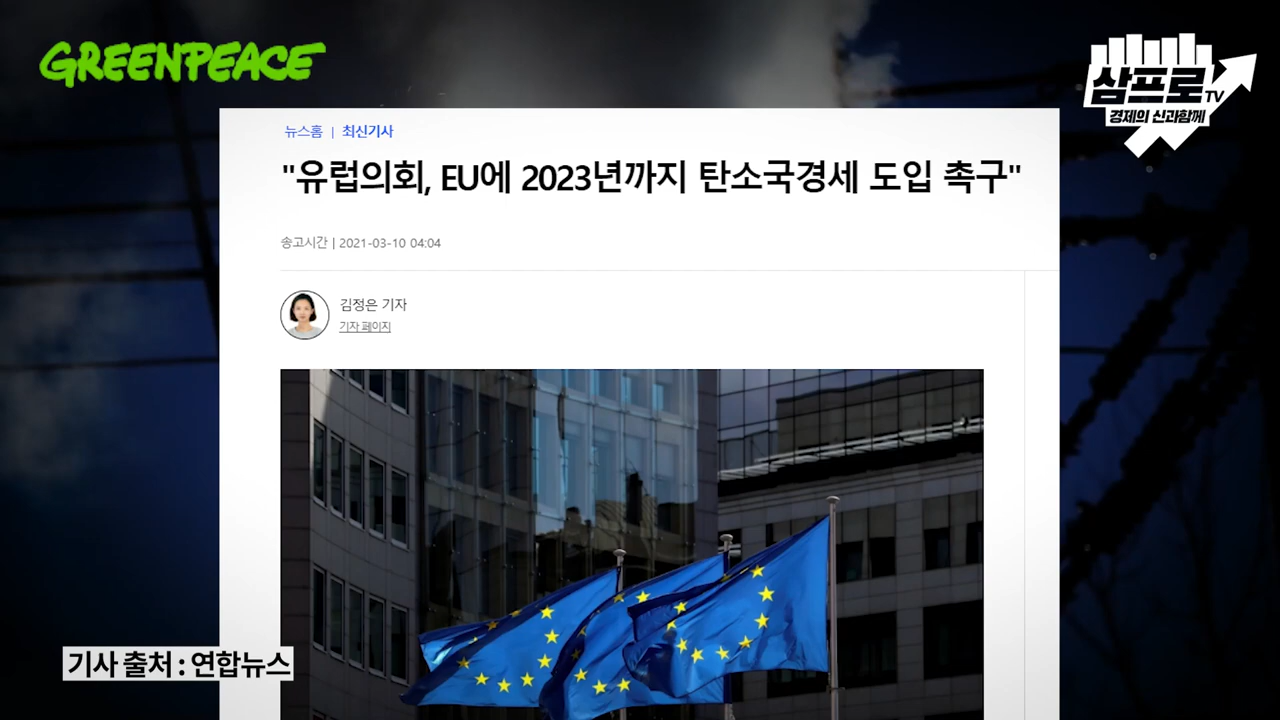 GREENPEACE
삼프로TV
경제의 신과함께
뉴스홈 | 최신기사
"유럽의회, EU에 2023년까지 탄소국경세 도입 촉구"
송고시간 | 2021-03-10 04:04
김정은 기자
기자 페이지
기사 출처 : 연합뉴스